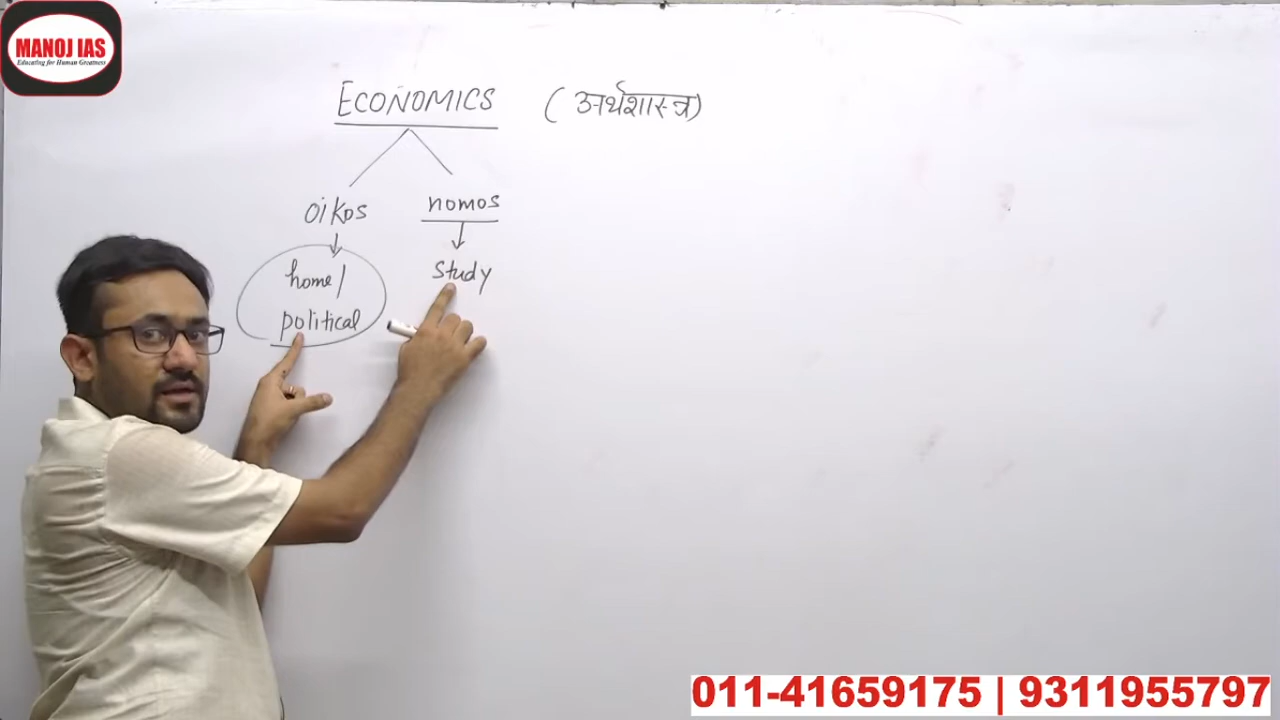 MANOJ IAS
Educating for Human Greatness
ECONOMICS (अर्थशास्त्र)
oikos nomos
home/ study
political
011-41659175 | 9311955797